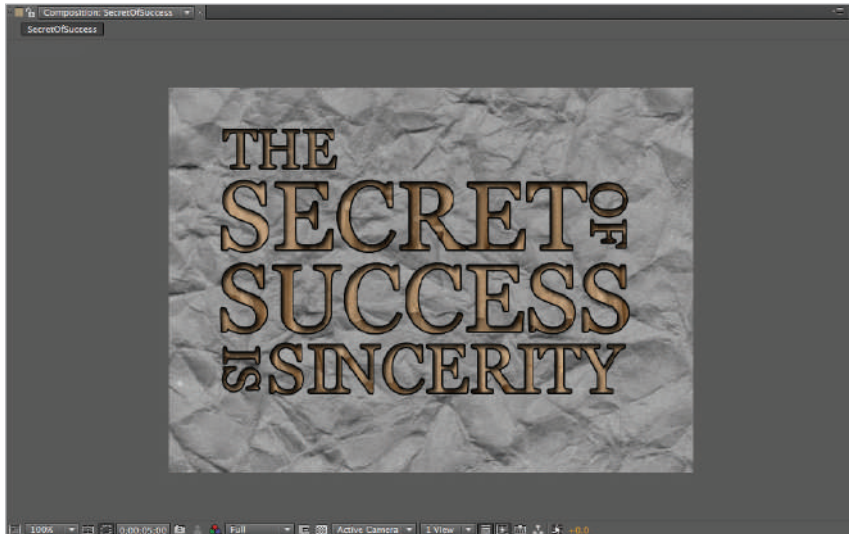 Composition: SecretOfSuccess
SecretOfSuccess
THE
SECRET OF
SUCCESS
IS SINCERITY
100% 0:00:05:00 Full Active Camera 1 View +0.0